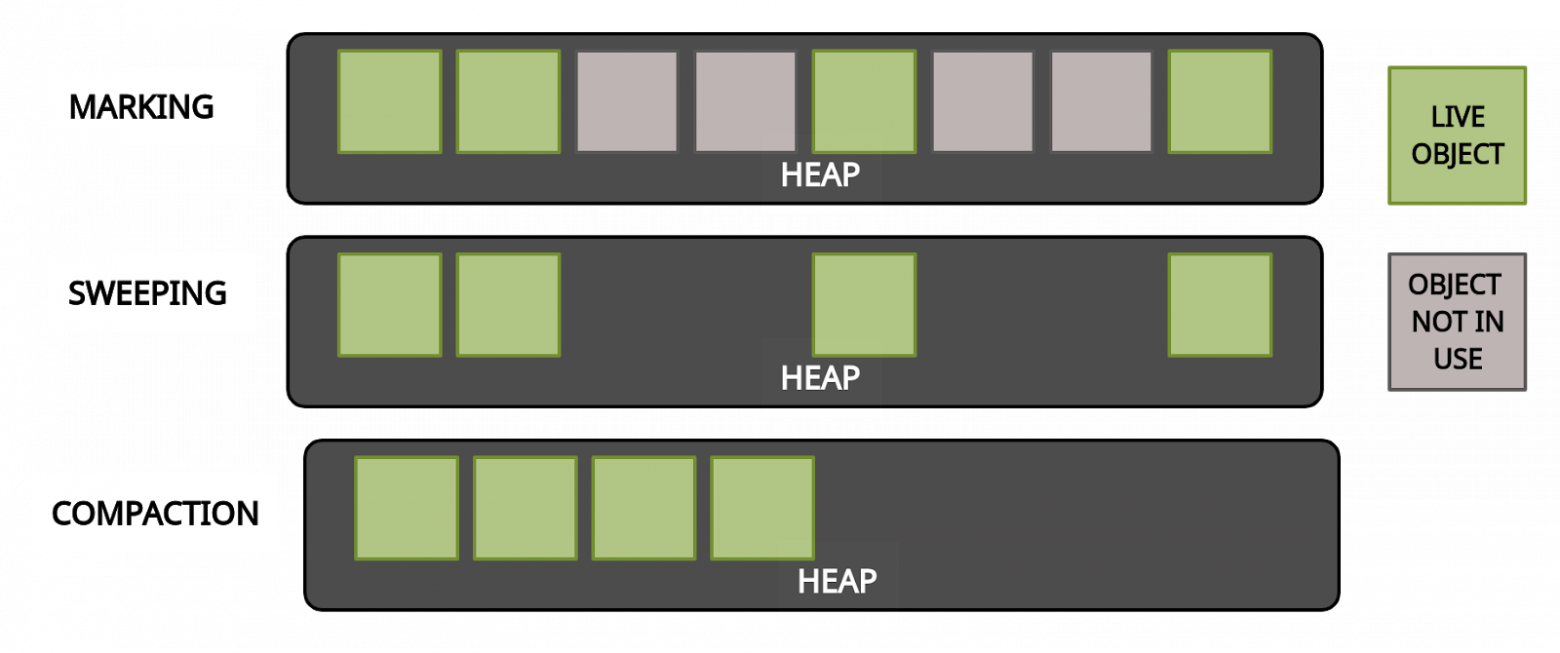 MARKING
HEAP
LIVE
OBJECT
SWEEPING
HEAP
OBJECT
NOT IN
USE
COMPACTION
HEAP